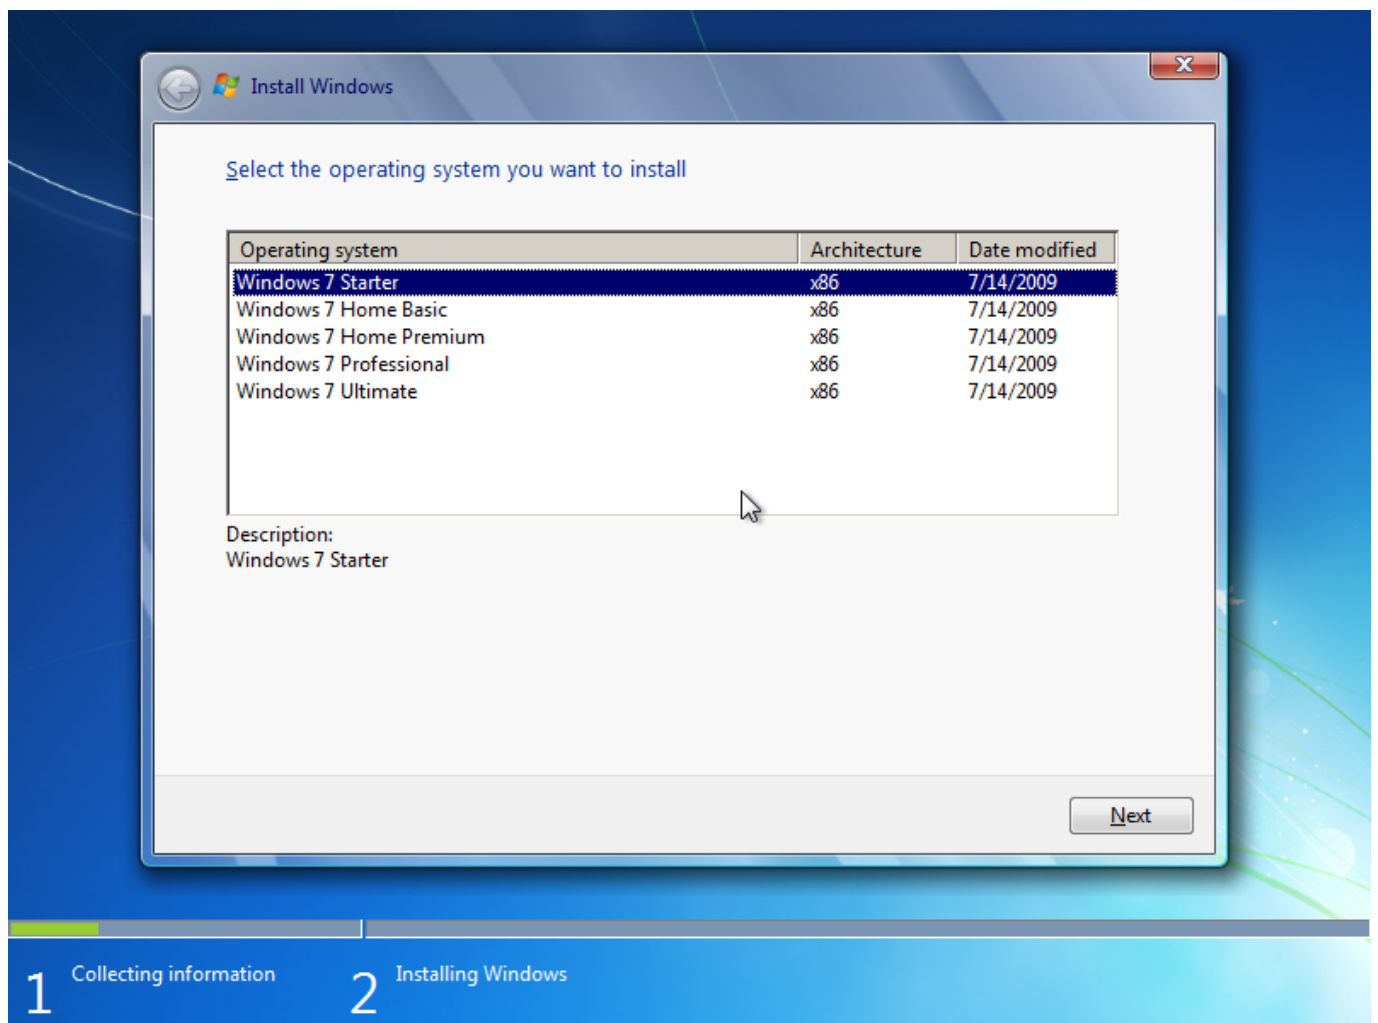 Install Windows
Select the operating system you want to install
Operating system Architecture Date modified
Windows 7 Starter x86 7/14/2009
Windows 7 Home Basic x86 7/14/2009
Windows 7 Home Premium x86 7/14/2009
Windows 7 Professional x86 7/14/2009
Windows 7 Ultimate x86 7/14/2009
Description:
Windows 7 Starter
Next
1 Collecting information 2 Installing Windows